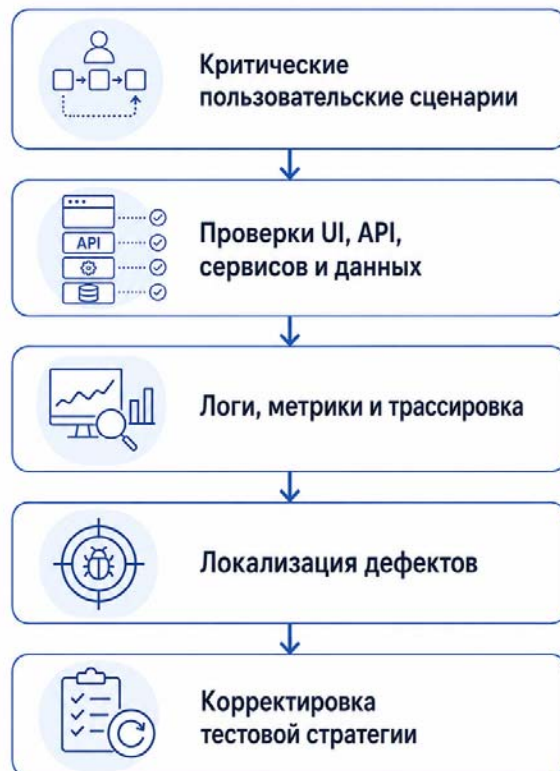 Критические
пользовательские сценарии
API
Проверки UI, API,
сервисов и данных
Логи, метрики и трассировка
Локализация дефектов
Корректировка
тестовой стратегии